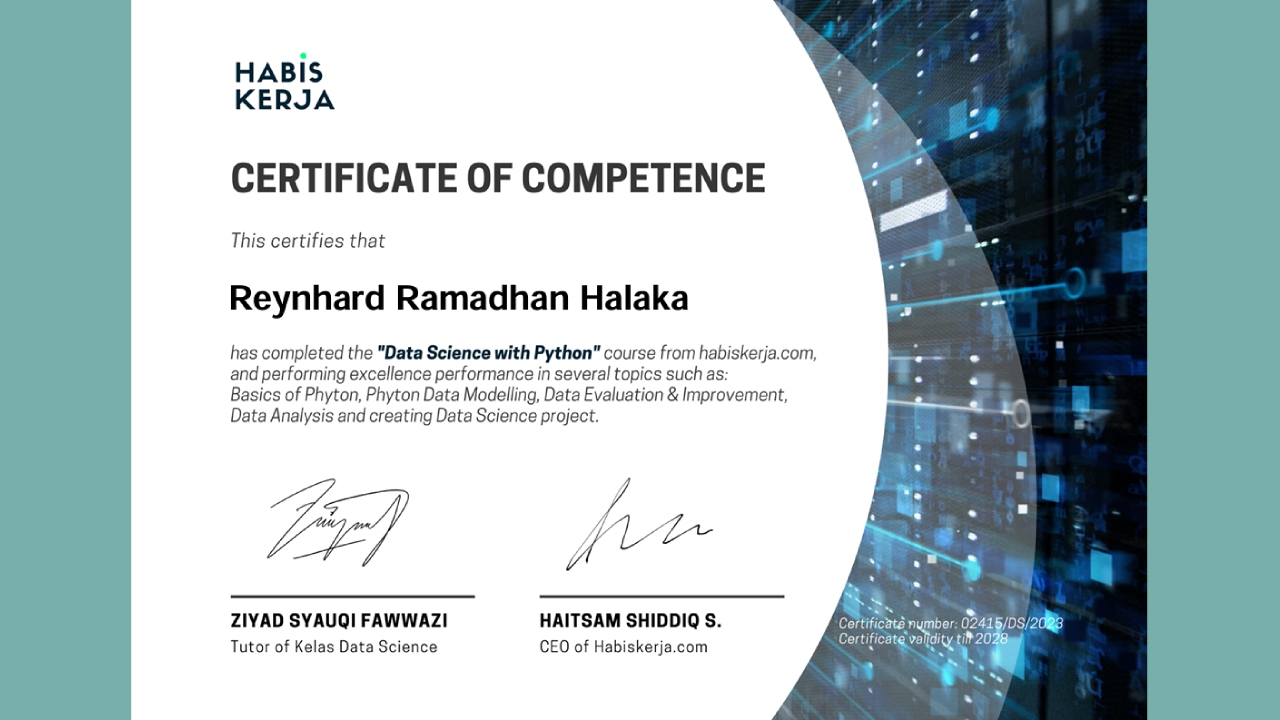 HABIS
KERJA
CERTIFICATE OF COMPETENCE
This certifies that
Reynhard Ramadhan Halaka
has completed the "Data Science with Python" course from habiskerja.com,
and performing excellence performance in several topics such as:
Basics of Phyton, Phyton Data Modelling, Data Evaluation & Improvement,
Data Analysis and creating Data Science project.
ZIYAD SYAUQI FAWWAZI
Tutor of Kelas Data Science
HAITSAM SHIDDIQ S.
CEO of Habiskerja.com
Certificate number: 02415/DS/2023
Certificate validity till 2028